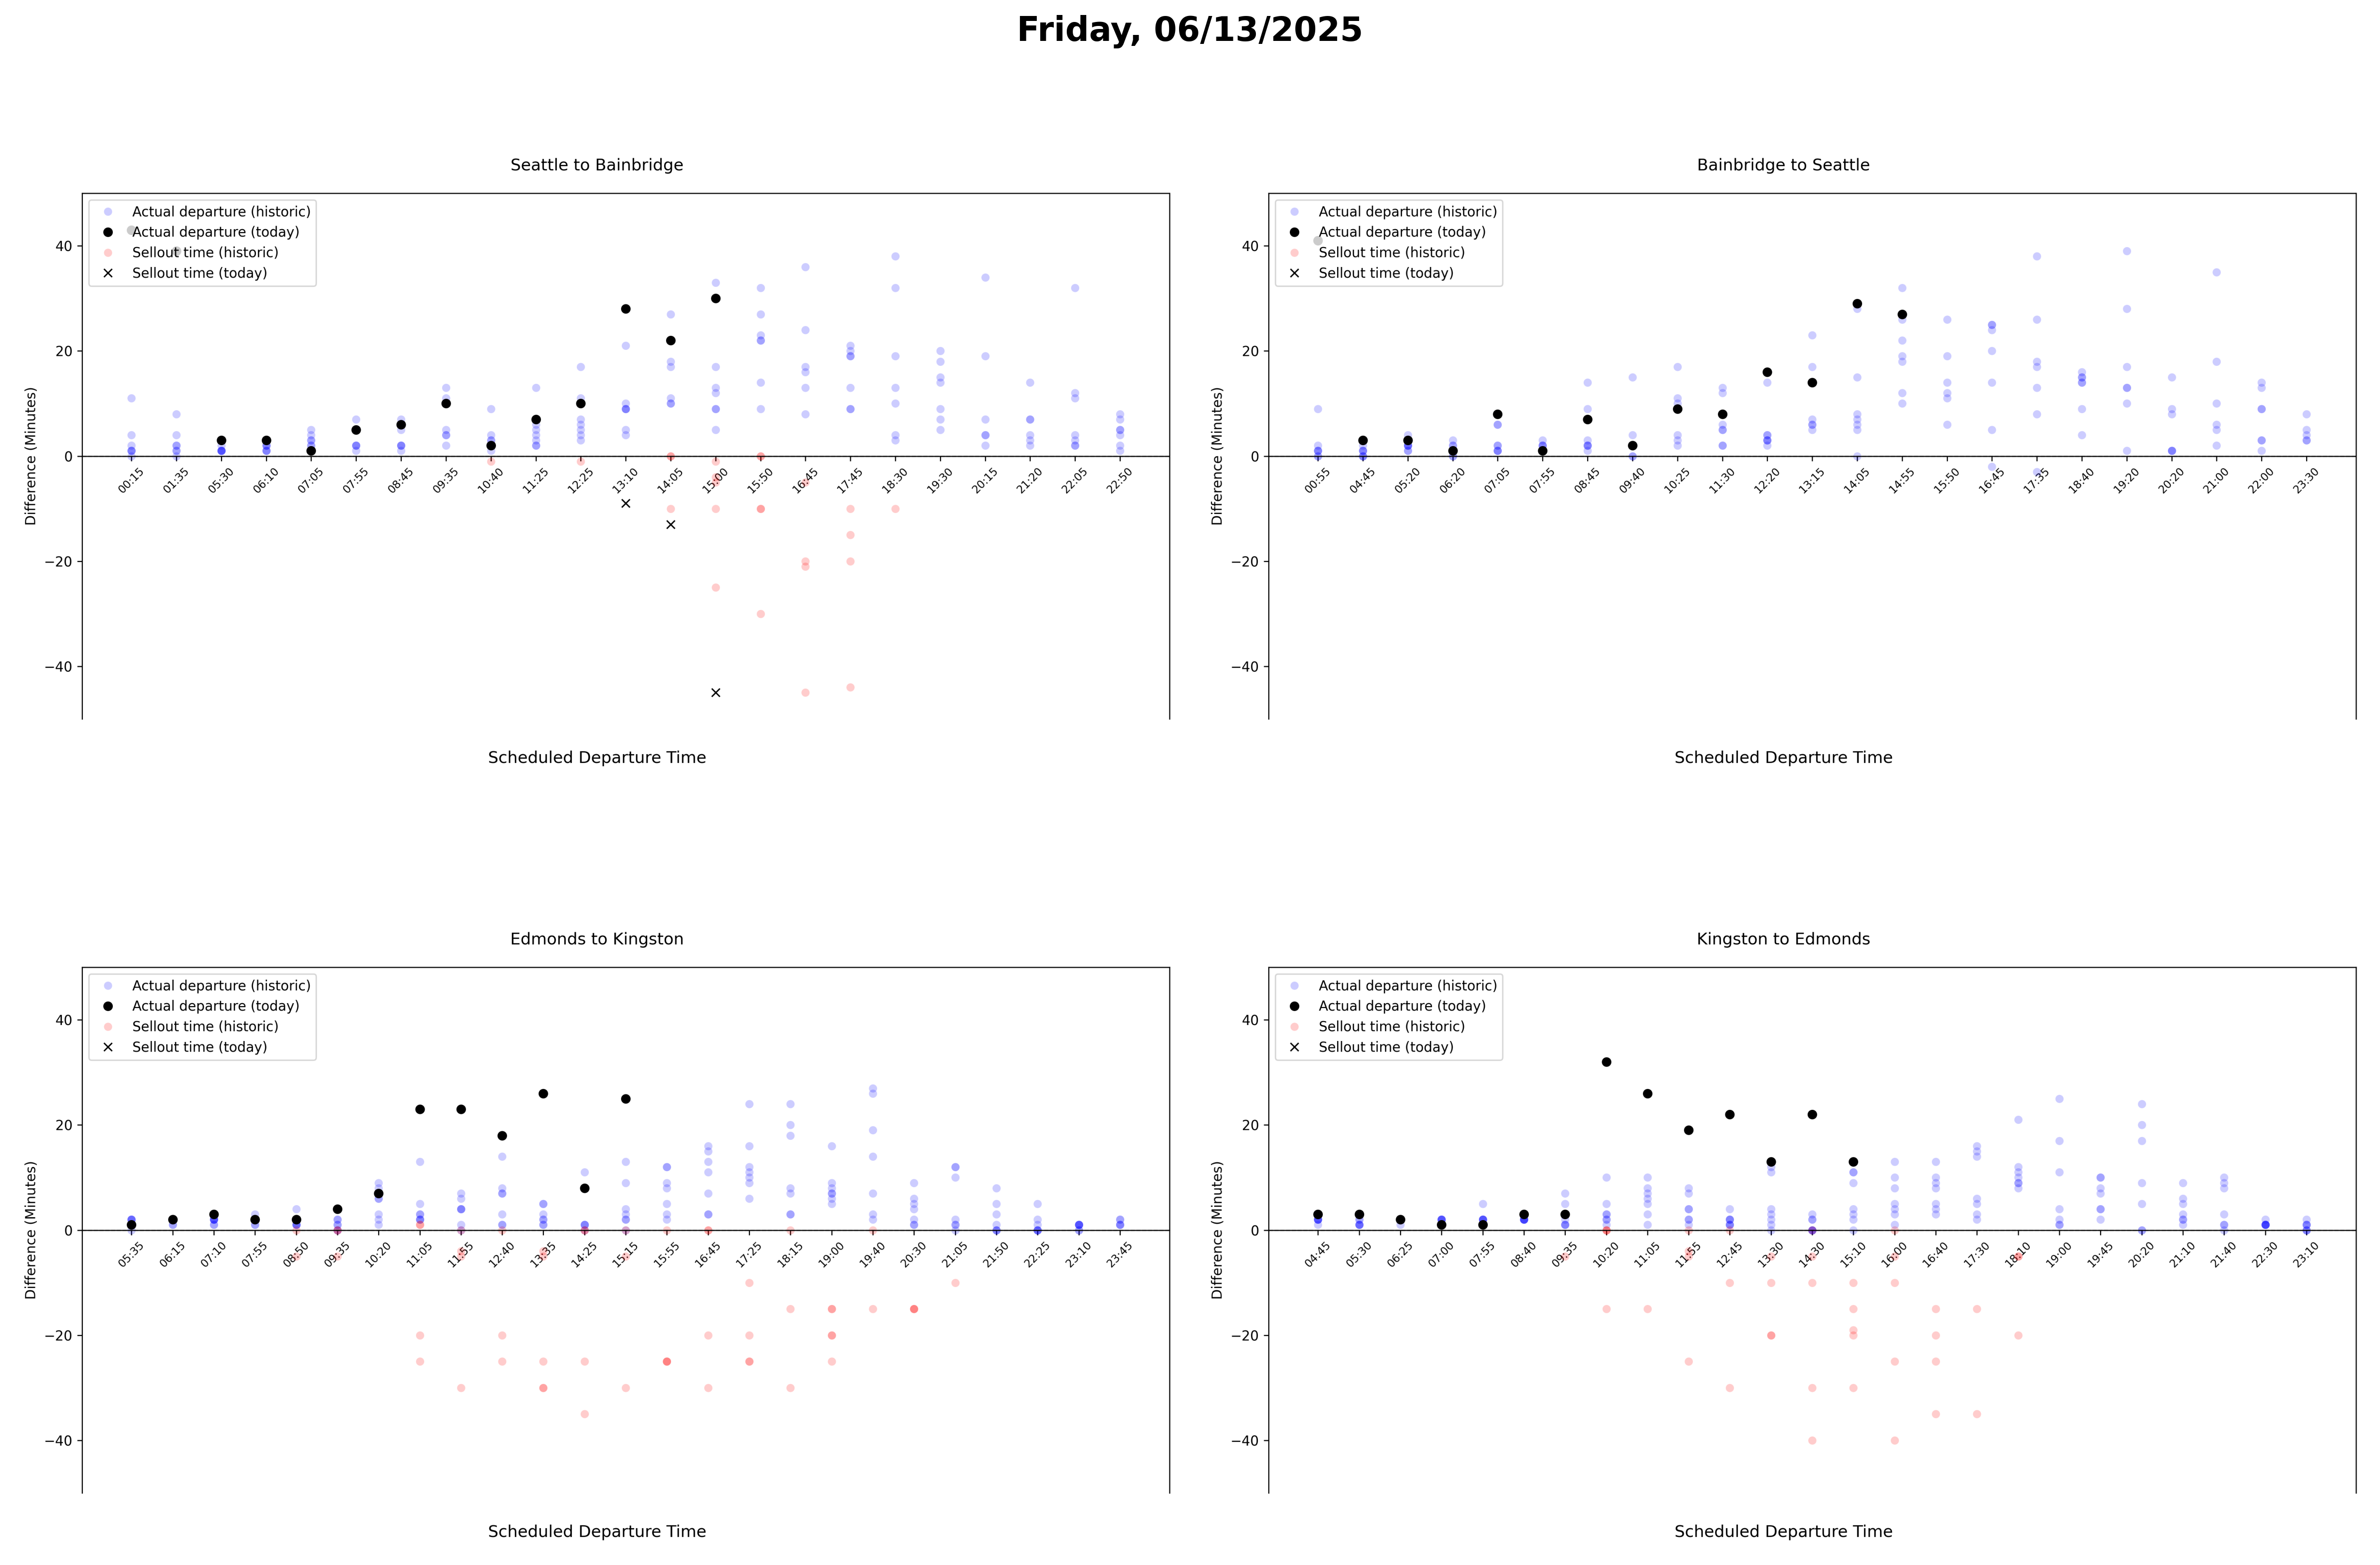 Friday, 06/13/2025
Seattle to Bainbridge
Actual departure (historic)
Actual departure (today)
Sellout time (historic)
Sellout time (today)
40
20
0
−20
−40
Difference (Minutes)
00:15 01:35 05:30 06:10 07:05 07:55 08:45 09:35 10:40 11:25 12:25 13:10 14:05 15:00 15:50 16:45 17:45 18:30 19:30 20:15 21:20 22:05 22:50
Scheduled Departure Time
Bainbridge to Seattle
Actual departure (historic)
Actual departure (today)
Sellout time (historic)
Sellout time (today)
40
20
0
−20
−40
Difference (Minutes)
00:55 04:45 05:20 06:20 07:05 07:55 08:45 09:40 10:25 11:30 12:20 13:15 14:05 14:55 15:50 16:45 17:35 18:40 19:20 20:20 21:00 22:00 23:30
Scheduled Departure Time
Edmonds to Kingston
Actual departure (historic)
Actual departure (today)
Sellout time (historic)
Sellout time (today)
40
20
0
−20
−40
Difference (Minutes)
05:35 06:15 07:10 07:55 08:50 09:35 10:20 11:05 11:55 12:40 13:35 14:25 15:15 15:55 16:45 17:25 18:15 19:00 19:40 20:30 21:05 21:50 22:25 23:10 23:45
Scheduled Departure Time
Kingston to Edmonds
Actual departure (historic)
Actual departure (today)
Sellout time (historic)
Sellout time (today)
40
20
0
−20
−40
Difference (Minutes)
04:45 05:30 06:25 07:00 07:55 08:40 09:35 10:20 11:05 11:55 12:45 13:30 14:30 15:10 16:00 16:40 17:30 18:10 19:00 19:45 20:20 21:10 21:40 22:30 23:10
Scheduled Departure Time